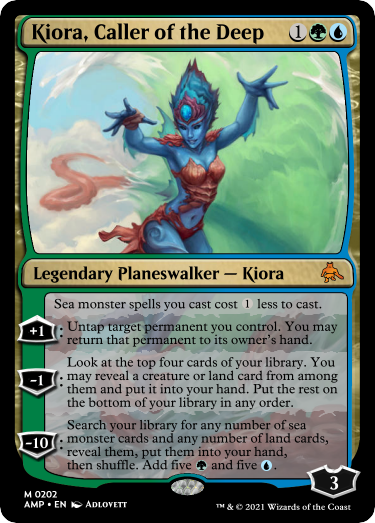 Kiora, Caller of the Deep 1
Legendary Planeswalker — Kiora
Sea monster spells you cast cost 1 less to cast.
+1: Untap target permanent you control. You may
return that permanent to its owner's hand.
-1: Look at the top four cards of your library. You
may reveal a creature or land card from among
them and put it into your hand. Put the rest on
the bottom of your library in any order.
-10: Search your library for any number of sea
monster cards and any number of land cards,
reveal them, put them into your hand,
then shuffle. Add five and five .
3
M 0202
AMP • EN Adlovett
™ & © 2021 Wizards of the Coast